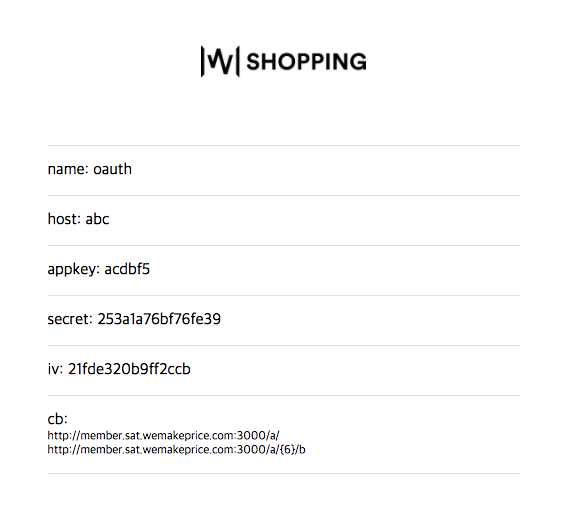 W SHOPPING
name: oauth
host: abc
appkey: acdbf5
secret: 253a1a76bf76fe39
iv: 21fde320b9ff2ccb
cb:
http://member.sat.wemakeprice.com:3000/a/
http://member.sat.wemakeprice.com:3000/a/{6}/b